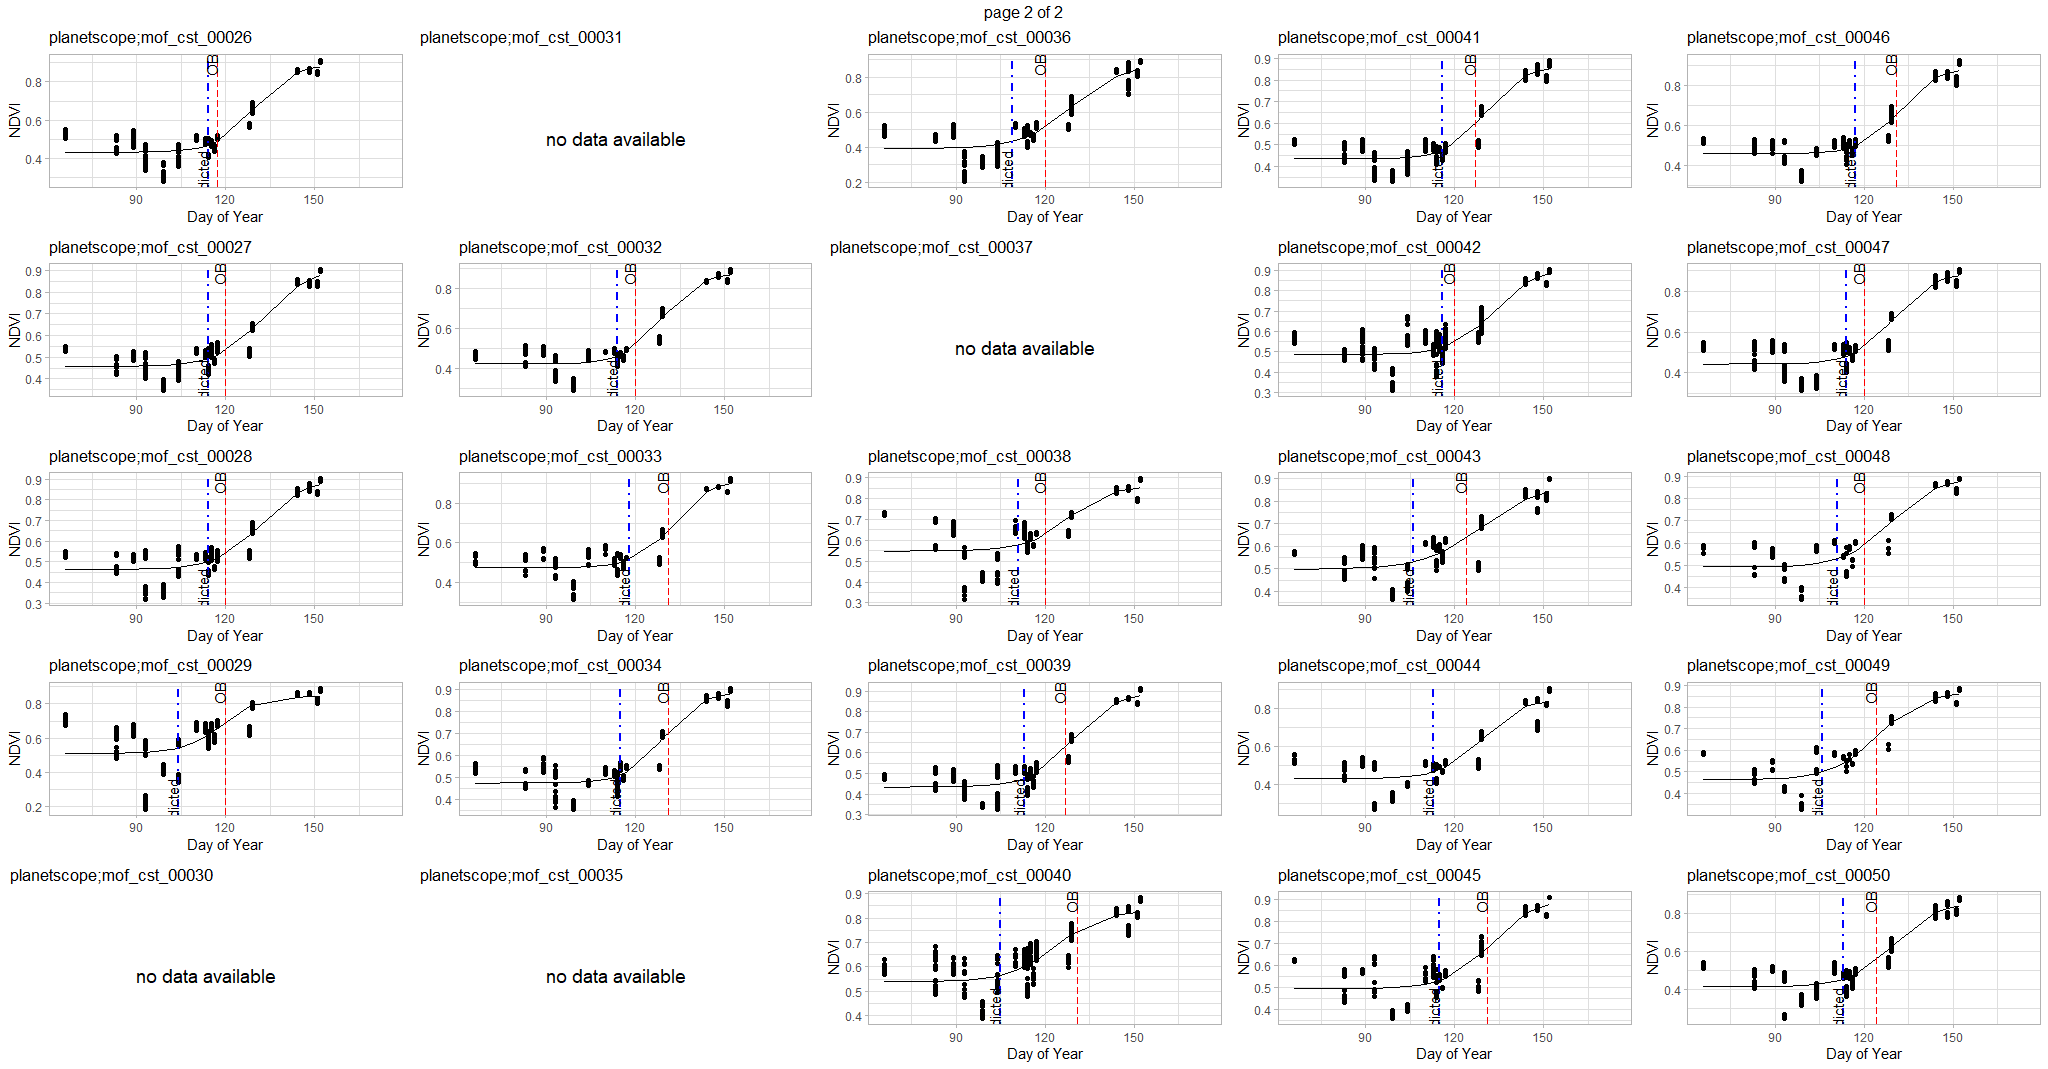 page 2 of 2
planetscope;mof_cst_00026
OB
0.8
0.6
0.4
NDVI
dicted
90 120 150
Day of Year
planetscope;mof_cst_00031
no data available
planetscope;mof_cst_00036
OB
0.8
0.6
0.4
0.2
NDVI
dicted
90 120 150
Day of Year
planetscope;mof_cst_00041
OB
0.9
0.8
0.7
0.6
0.5
0.4
NDVI
dicted
90 120 150
Day of Year
planetscope;mof_cst_00046
OB
0.8
0.6
0.4
NDVI
dicted
90 120 150
Day of Year
planetscope;mof_cst_00027
OB
0.9
0.8
0.7
0.6
0.5
0.4
NDVI
dicted
90 120 150
Day of Year
planetscope;mof_cst_00032
OB
0.8
0.6
0.4
NDVI
dicted
90 120 150
Day of Year
planetscope;mof_cst_00037
no data available
planetscope;mof_cst_00042
OB
0.9
0.8
0.7
0.6
0.5
0.4
0.3
NDVI
dicted
90 120 150
Day of Year
planetscope;mof_cst_00047
OB
0.8
0.6
0.4
NDVI
dicted
90 120 150
Day of Year
planetscope;mof_cst_00028
OB
0.9
0.8
0.7
0.6
0.5
0.4
0.3
NDVI
dicted
90 120 150
Day of Year
planetscope;mof_cst_00033
OB
0.8
0.6
0.4
NDVI
dicted
90 120 150
Day of Year
planetscope;mof_cst_00038
OB
0.9
0.8
0.7
0.6
0.5
0.4
0.3
NDVI
dicted
90 120 150
Day of Year
planetscope;mof_cst_00043
OB
0.9
0.8
0.7
0.6
0.5
0.4
NDVI
dicted
90 120 150
Day of Year
planetscope;mof_cst_00048
OB
0.9
0.8
0.7
0.6
0.5
0.4
NDVI
dicted
90 120 150
Day of Year
planetscope;mof_cst_00029
OB
0.8
0.6
0.4
0.2
NDVI
dicted
90 120 150
Day of Year
planetscope;mof_cst_00034
OB
0.9
0.8
0.7
0.6
0.5
0.4
NDVI
dicted
90 120 150
Day of Year
planetscope;mof_cst_00039
OB
0.9
0.8
0.7
0.6
0.5
0.4
0.3
NDVI
dicted
90 120 150
Day of Year
planetscope;mof_cst_00044
0.8
0.6
0.4
NDVI
dicted
90 120 150
Day of Year
planetscope;mof_cst_00049
OB
0.9
0.8
0.7
0.6
0.5
0.4
NDVI
dicted
90 120 150
Day of Year
planetscope;mof_cst_00030
no data available
planetscope;mof_cst_00035
no data available
planetscope;mof_cst_00040
OB
0.9
0.8
0.7
0.6
0.5
0.4
NDVI
dicted
90 120 150
Day of Year
planetscope;mof_cst_00045
OB
0.9
0.8
0.7
0.6
0.5
0.4
NDVI
dicted
90 120 150
Day of Year
planetscope;mof_cst_00050
OB
0.8
0.6
0.4
NDVI
dicted
90 120 150
Day of Year